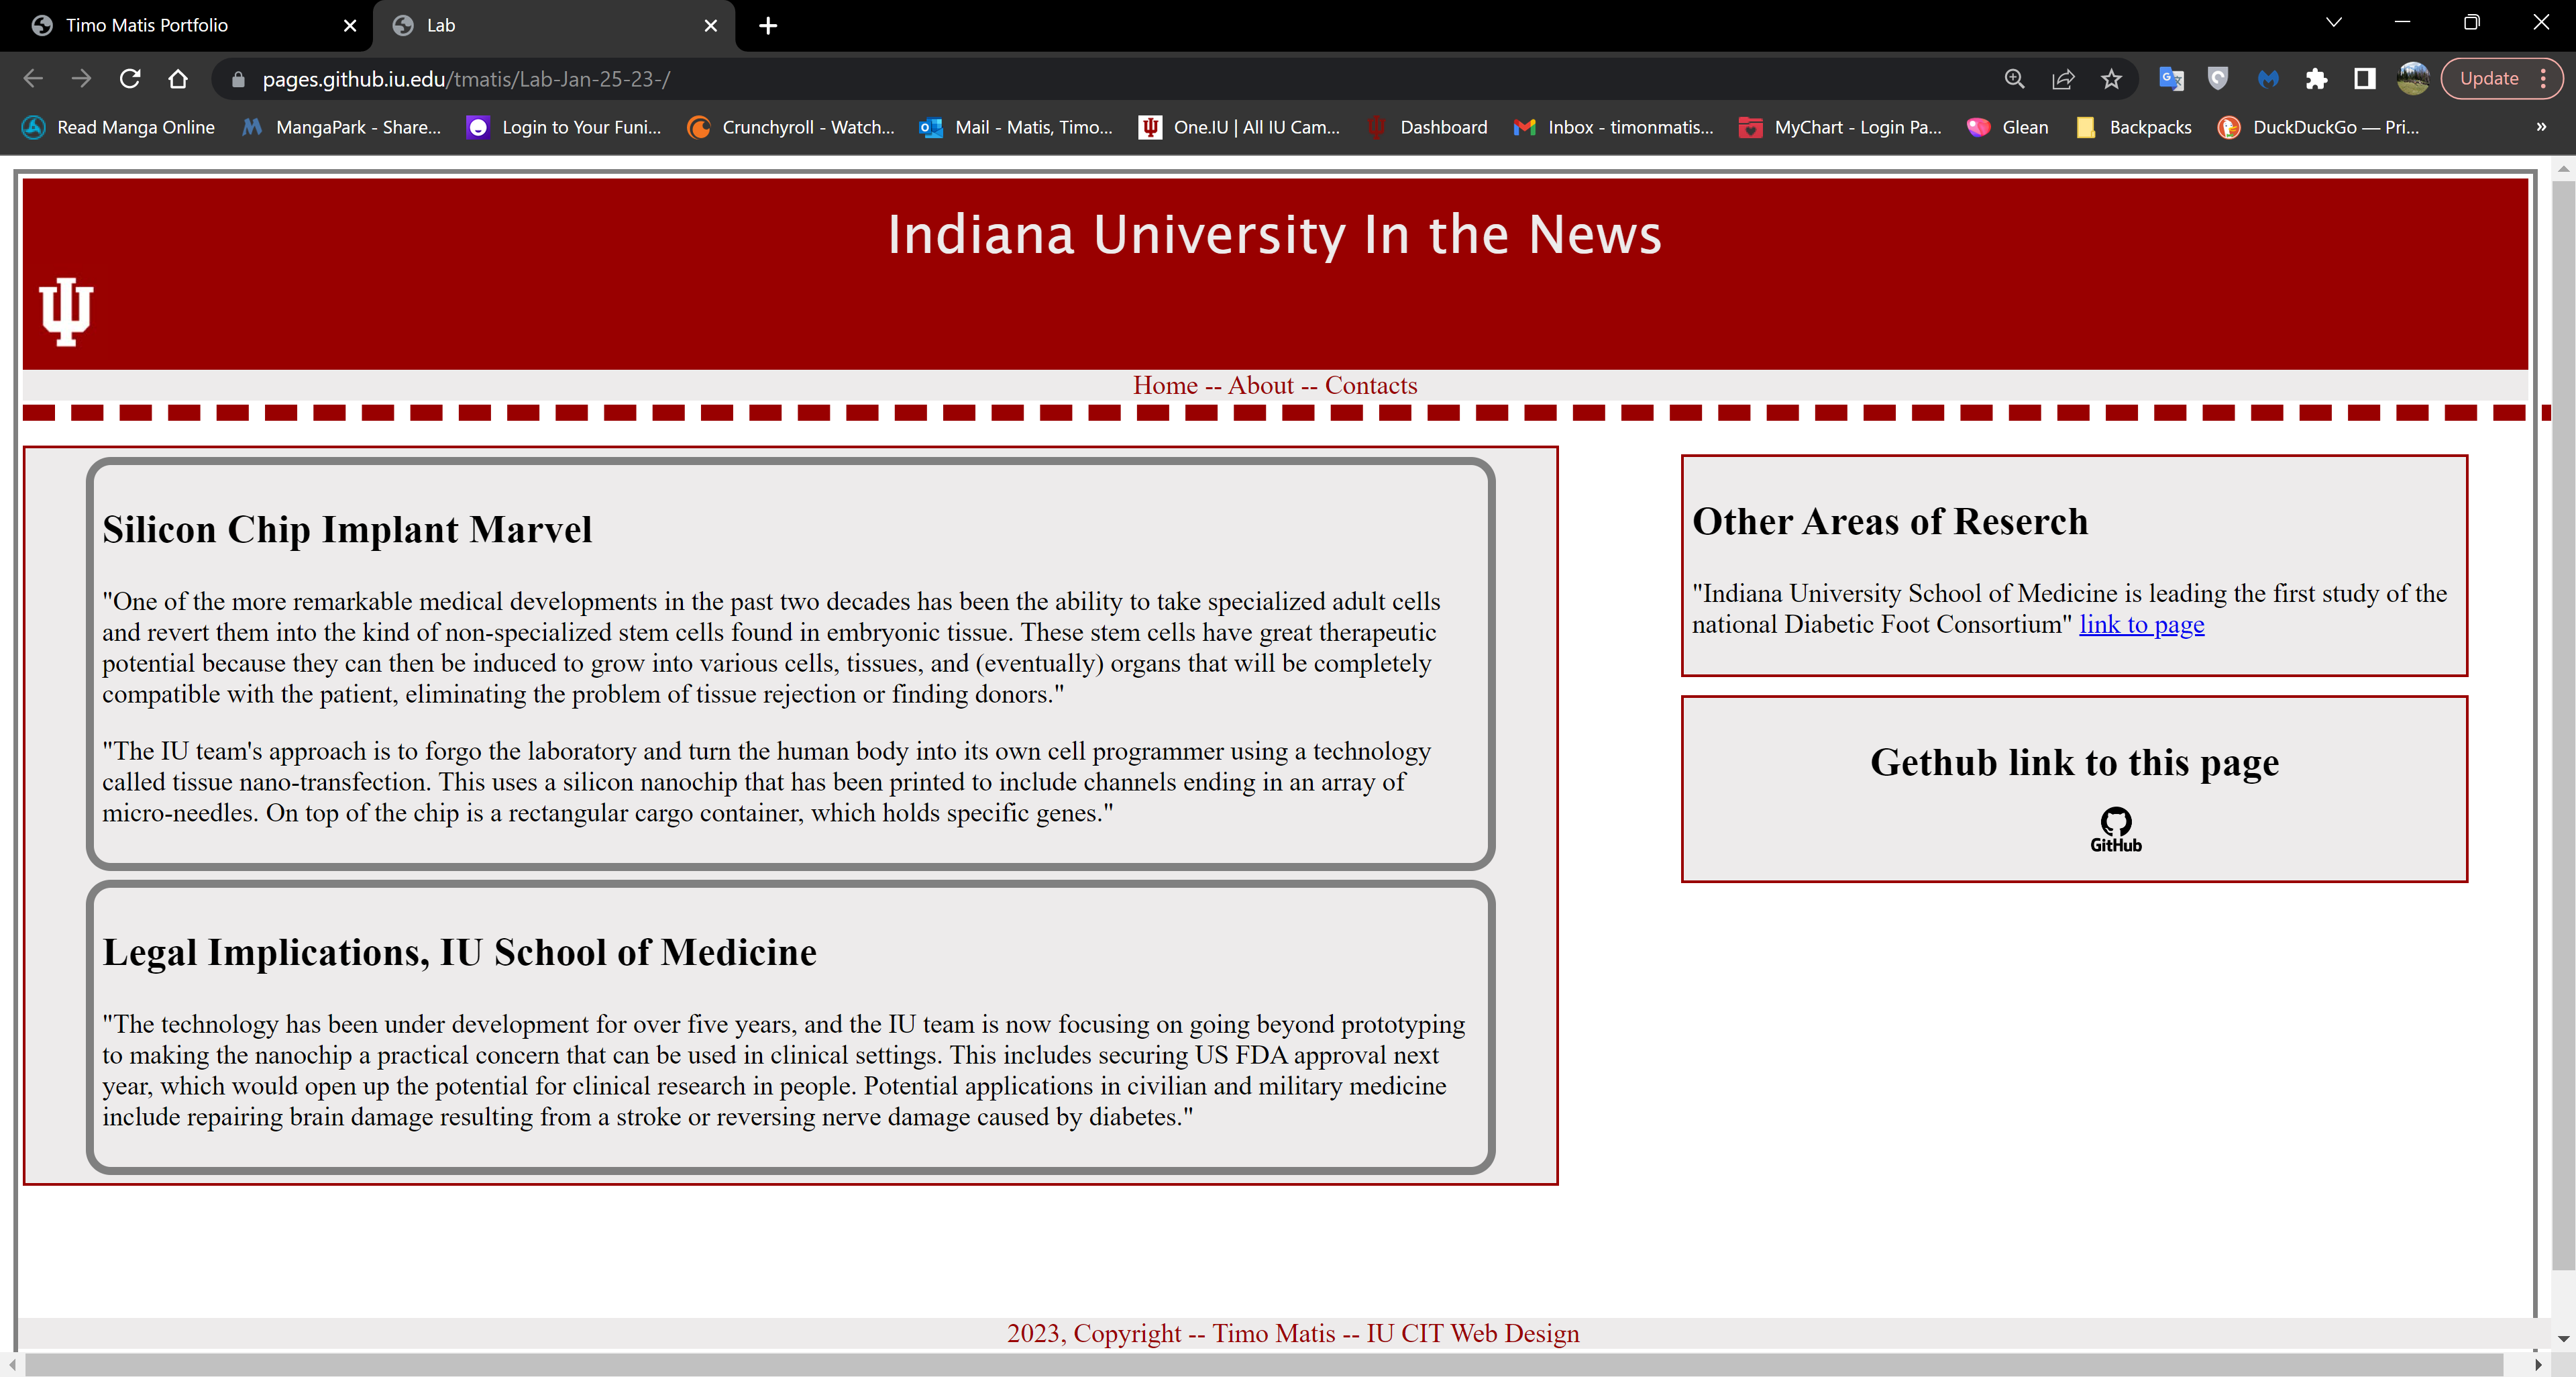 Timo Matis Portfolio
Lab
pages.github.iu.edu/tmatis/Lab-Jan-25-23-/
Update
Read Manga Online
MangaPark - Share...
Login to Your Funi...
Crunchyroll - Watch...
Mail - Matis, Timo...
One.IU | All IU Cam...
Dashboard
Inbox - timonmatis...
MyChart - Login Pa...
Glean
Backpacks
DuckDuckGo — Pri...
»
Indiana University In the News
Home -- About -- Contacts
Silicon Chip Implant Marvel
"One of the more remarkable medical developments in the past two decades has been the ability to take specialized adult cells
and revert them into the kind of non-specialized stem cells found in embryonic tissue. These stem cells have great therapeutic
potential because they can then be induced to grow into various cells, tissues, and (eventually) organs that will be completely
compatible with the patient, eliminating the problem of tissue rejection or finding donors."
"The IU team's approach is to forgo the laboratory and turn the human body into its own cell programmer using a technology
called tissue nano-transfection. This uses a silicon nanochip that has been printed to include channels ending in an array of
micro-needles. On top of the chip is a rectangular cargo container, which holds specific genes."
Legal Implications, IU School of Medicine
"The technology has been under development for over five years, and the IU team is now focusing on going beyond prototyping
to making the nanochip a practical concern that can be used in clinical settings. This includes securing US FDA approval next
year, which would open up the potential for clinical research in people. Potential applications in civilian and military medicine
include repairing brain damage resulting from a stroke or reversing nerve damage caused by diabetes."
Other Areas of Reserch
"Indiana University School of Medicine is leading the first study of the
national Diabetic Foot Consortium" link to page
Gethub link to this page
GitHub
2023, Copyright -- Timo Matis -- IU CIT Web Design